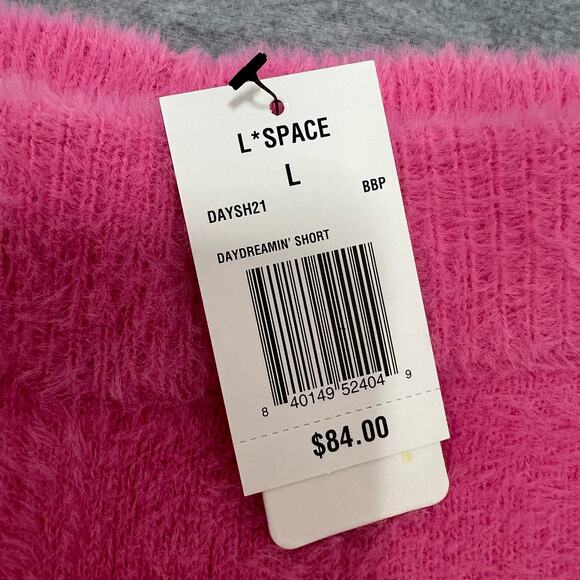 L*SPACE
L
DAYSH21 BBP
DAYDREAMIN' SHORT
8 40149 52404 9
$84.00